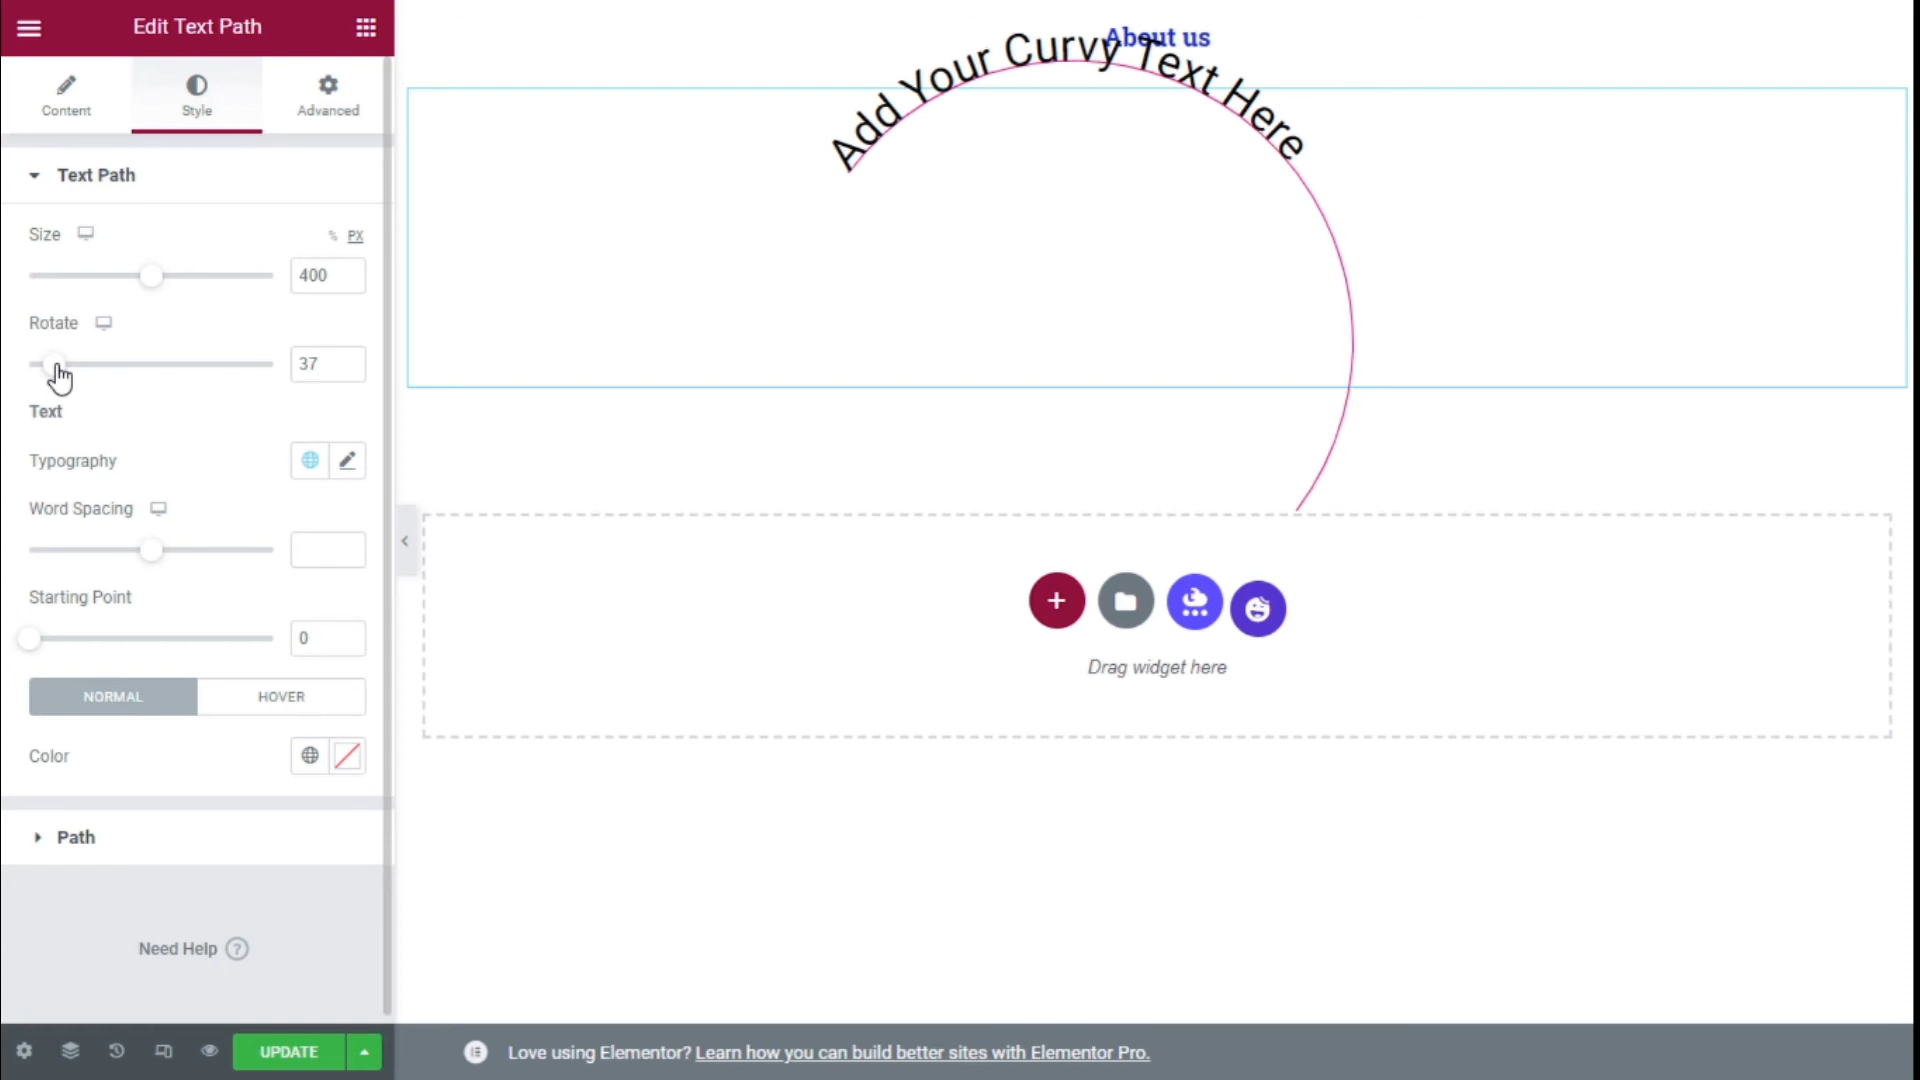 Edit Text Path
Content
Style
Advanced
Text Path
Size
% PX
400
Rotate
37
Text
Typography
Word Spacing
Starting Point
0
NORMAL
HOVER
Color
Path
Need Help ?
UPDATE
About us
Add Your Curvy Text Here
Drag widget here
Love using Elementor? Learn how you can build better sites with Elementor Pro.